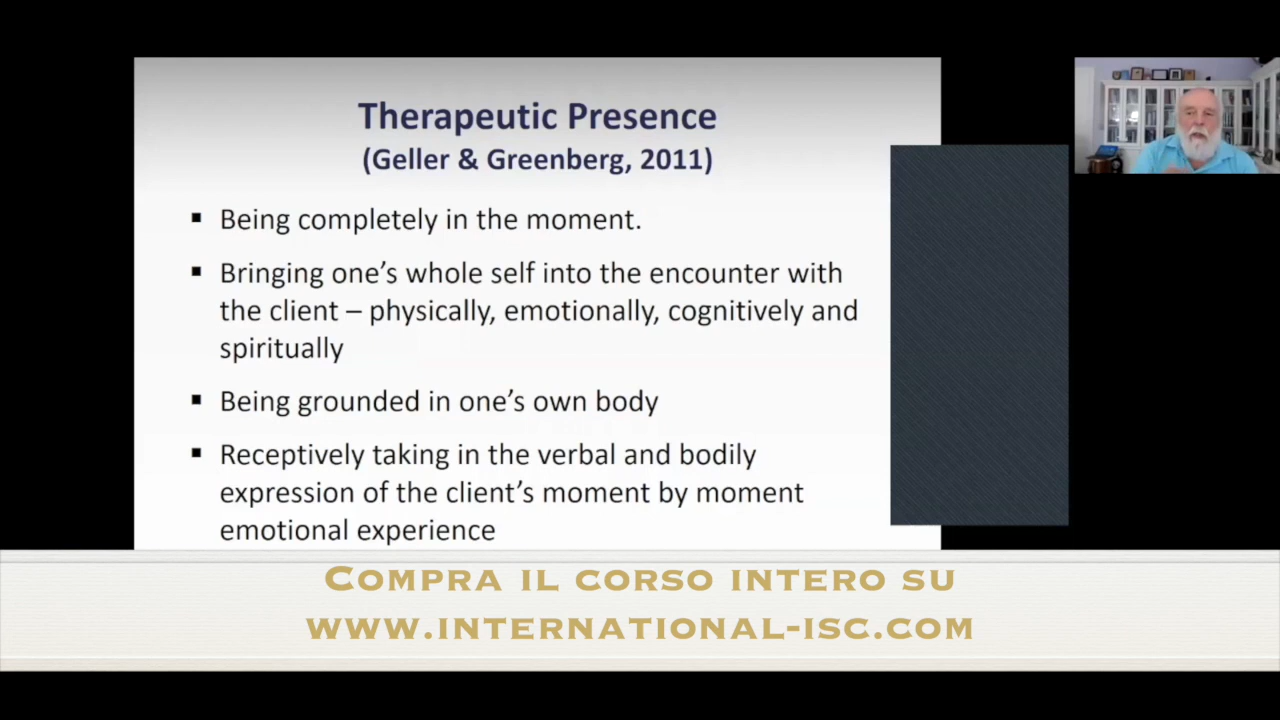 Therapeutic Presence
(Geller & Greenberg, 2011)
▪ Being completely in the moment.
▪ Bringing one’s whole self into the encounter with
the client – physically, emotionally, cognitively and
spiritually
▪ Being grounded in one’s own body
▪ Receptively taking in the verbal and bodily
expression of the client’s moment by moment
emotional experience
Compra il corso intero su
www.international-isc.com